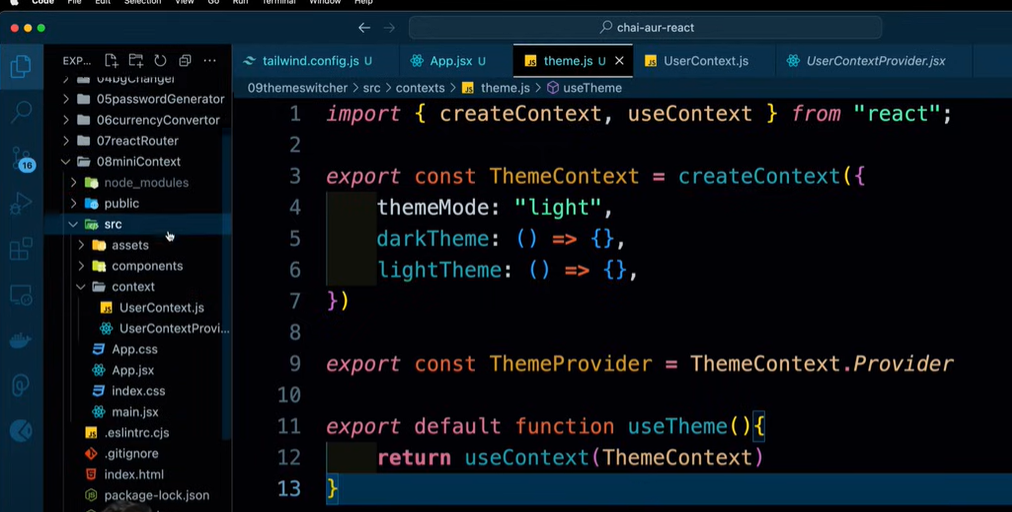 Code File Edit Selection View Go Run Terminal Window Help
chai-aur-react
EXP...
tailwind.config.js U
App.jsx U
theme.js U
UserContext.js
UserContextProvider.jsx
09themeswitcher > src > contexts > theme.js > useTheme
04bgChanger
05passwordGenerator
06currencyConvertor
07reactRouter
08miniContext
node_modules
public
src
assets
components
context
UserContext.js
UserContextProvi...
App.css
App.jsx
index.css
main.jsx
.eslintrc.cjs
.gitignore
index.html
package-lock.json
16
1 import { createContext, useContext } from "react";
2
3 export const ThemeContext = createContext({
4 themeMode: "light",
5 darkTheme: () => {},
6 lightTheme: () => {},
7 })
8
9 export const ThemeProvider = ThemeContext.Provider
10
11 export default function useTheme(){
12 return useContext(ThemeContext)
13 }